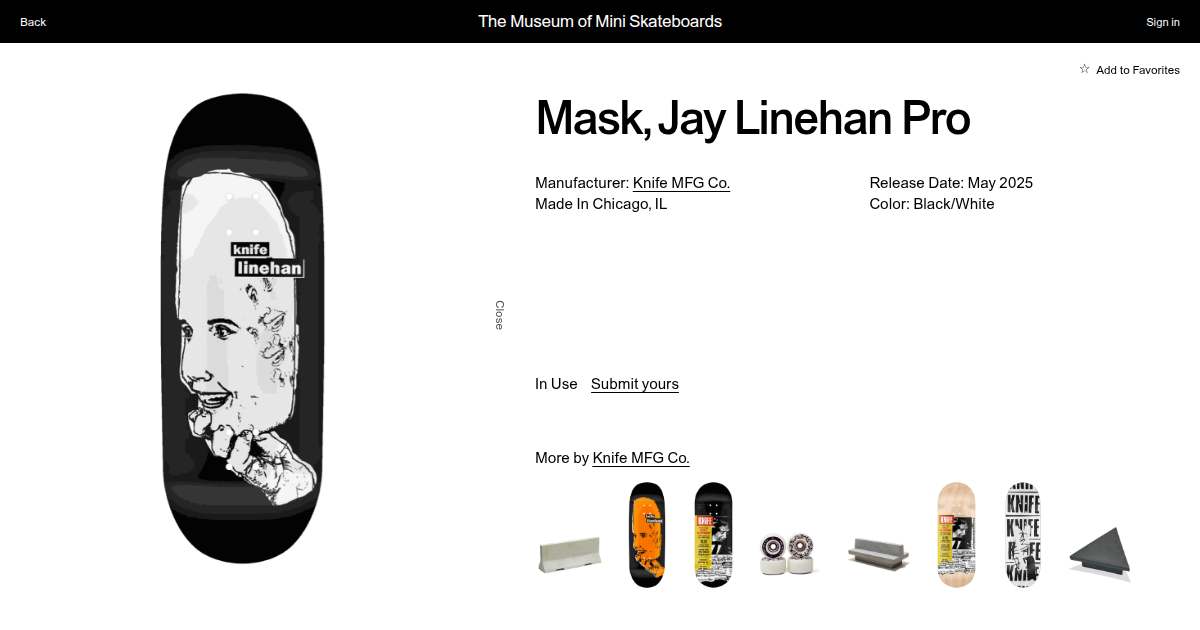 Back
The Museum of Mini Skateboards
Sign in
☆ Add to Favorites
Mask, Jay Linehan Pro
Manufacturer: Knife MFG Co.
Made In Chicago, IL
Release Date: May 2025
Color: Black/White
knife
linehan
Close
In Use
Submit yours
More by Knife MFG Co.
KNIFE
KNIFE
KNIFE
KNIFE